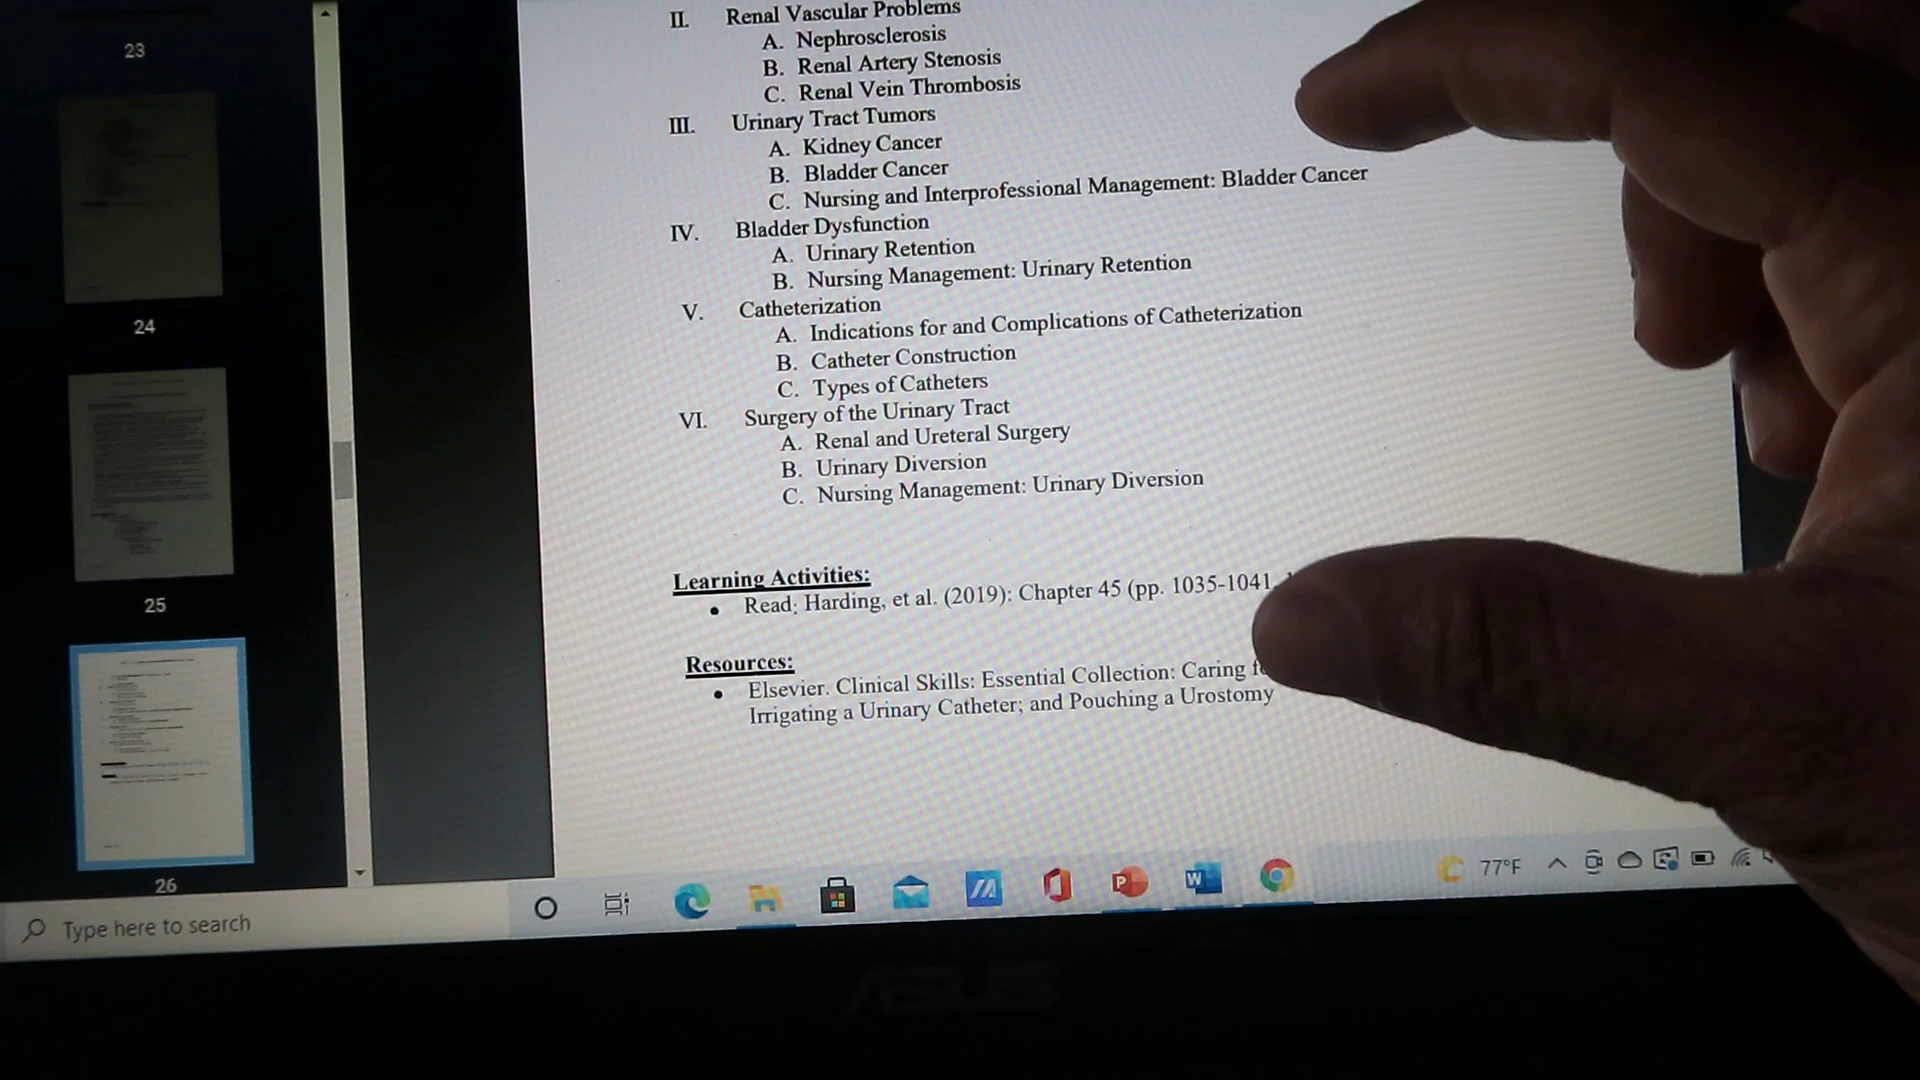 23
24
25
26
II. Renal Vascular Problems
A. Nephrosclerosis
B. Renal Artery Stenosis
C. Renal Vein Thrombosis
III. Urinary Tract Tumors
A. Kidney Cancer
B. Bladder Cancer
C. Nursing and Interprofessional Management: Bladder Cancer
IV. Bladder Dysfunction
A. Urinary Retention
B. Nursing Management: Urinary Retention
V. Catheterization
A. Indications for and Complications of Catheterization
B. Catheter Construction
C. Types of Catheters
VI. Surgery of the Urinary Tract
A. Renal and Ureteral Surgery
B. Urinary Diversion
C. Nursing Management: Urinary Diversion
Learning Activities:
• Read: Harding, et al. (2019): Chapter 45 (pp. 1035-1041,
Resources:
• Elsevier. Clinical Skills: Essential Collection: Caring
Irrigating a Urinary Catheter; and Pouching a Urostomy
Type here to search
P
W
77°F
ASUS